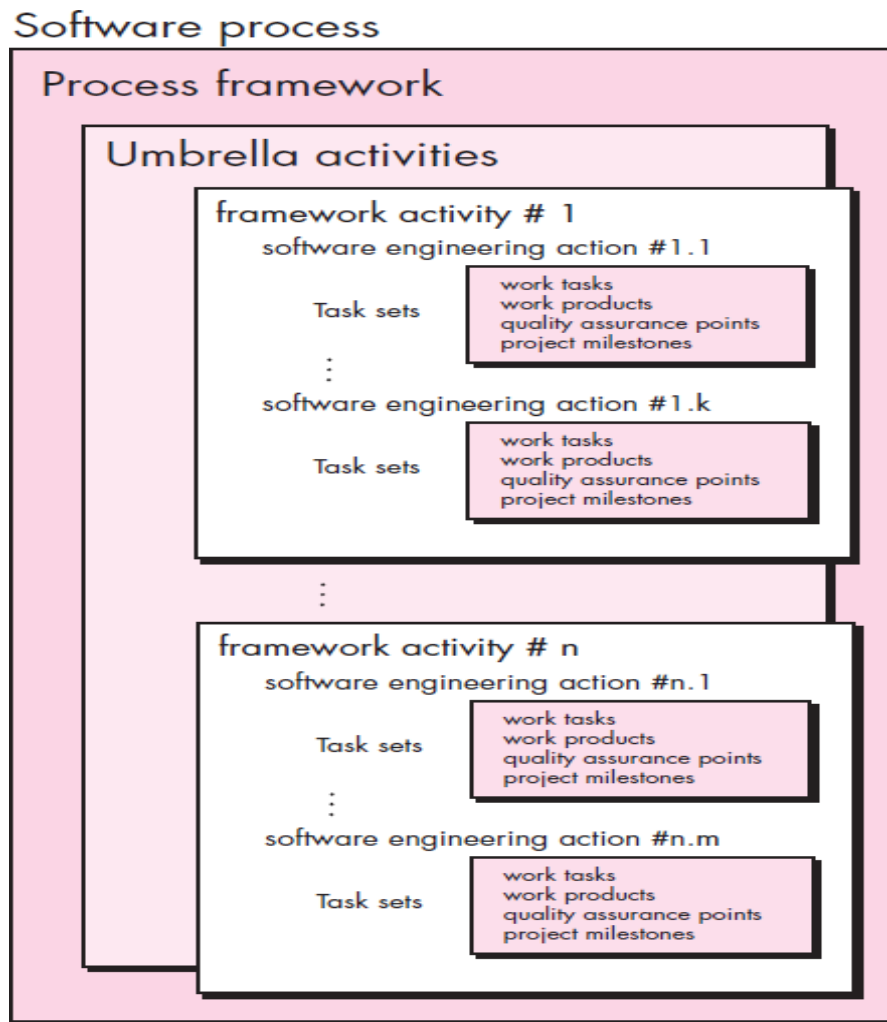 Software process
Process framework
Umbrella activities
framework activity # 1
software engineering action #1.1
Task sets
work tasks
work products
quality assurance points
project milestones
software engineering action #1.k
Task sets
work tasks
work products
quality assurance points
project milestones
framework activity # n
software engineering action #n.1
Task sets
work tasks
work products
quality assurance points
project milestones
software engineering action #n.m
Task sets
work tasks
work products
quality assurance points
project milestones